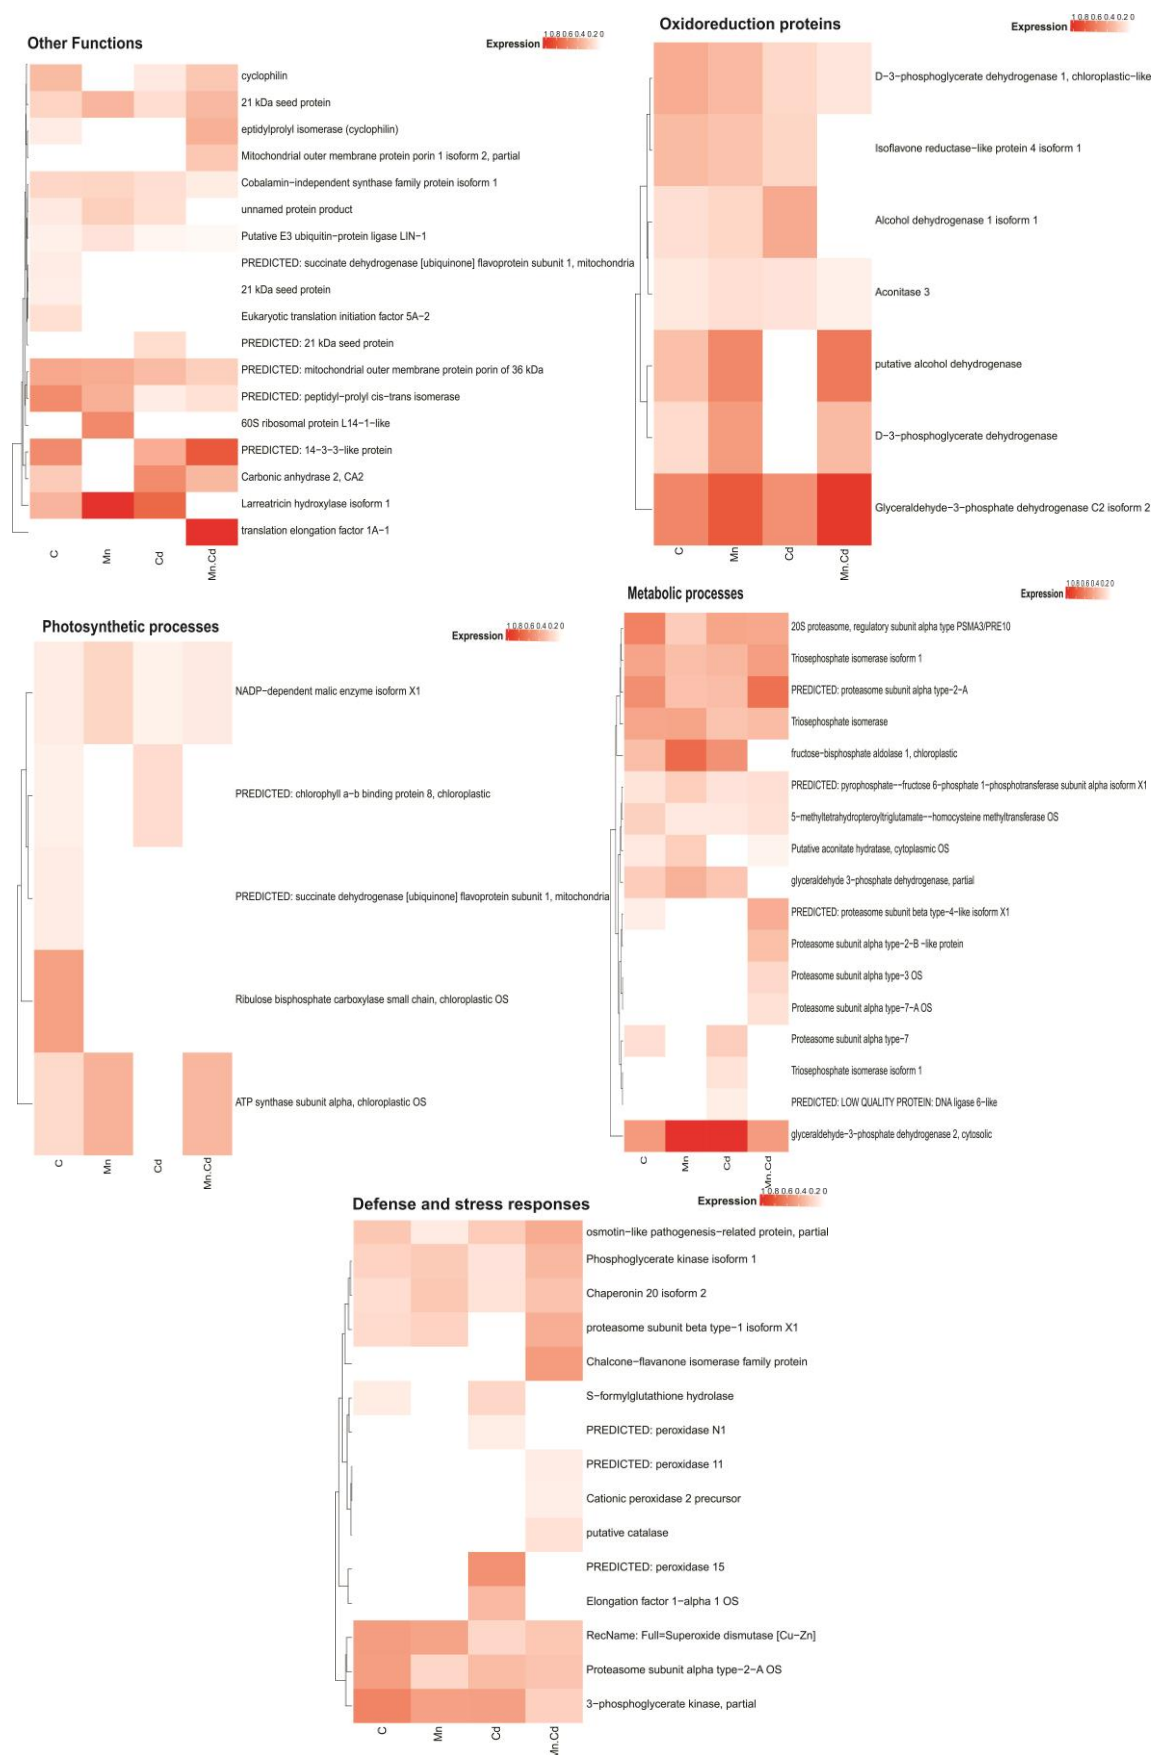 Other Functions
Expression
1 0.8 0.6 0.4 0.2 0
cyclophilin
21 kDa seed protein
eptidylprolyl isomerase (cyclophilin)
Mitochondrial outer membrane protein porin 1 isoform 2, partial
Cobalamin−independent synthase family protein isoform 1
unnamed protein product
Putative E3 ubiquitin−protein ligase LIN−1
PREDICTED: succinate dehydrogenase [ubiquinone] flavoprotein subunit 1, mitochondria
21 kDa seed protein
Eukaryotic translation initiation factor 5A−2
PREDICTED: 21 kDa seed protein
PREDICTED: mitochondrial outer membrane protein porin of 36 kDa
PREDICTED: peptidyl−prolyl cis−trans isomerase
60S ribosomal protein L14−1−like
PREDICTED: 14−3−3−like protein
Carbonic anhydrase 2, CA2
Larreatricin hydroxylase isoform 1
translation elongation factor 1A−1
C
Mn
Cd
Mn.Cd
Oxidoreduction proteins
Expression
1 0.8 0.6 0.4 0.2 0
D−3−phosphoglycerate dehydrogenase 1, chloroplastic−like
Isoflavone reductase−like protein 4 isoform 1
Alcohol dehydrogenase 1 isoform 1
Aconitase 3
putative alcohol dehydrogenase
D−3−phosphoglycerate dehydrogenase
Glyceraldehyde−3−phosphate dehydrogenase C2 isoform 2
C
Mn
Cd
Mn.Cd
Photosynthetic processes
Expression
1 0.8 0.6 0.4 0.2 0
NADP−dependent malic enzyme isoform X1
PREDICTED: chlorophyll a−b binding protein 8, chloroplastic
PREDICTED: succinate dehydrogenase [ubiquinone] flavoprotein subunit 1, mitochondria
Ribulose bisphosphate carboxylase small chain, chloroplastic OS
ATP synthase subunit alpha, chloroplastic OS
C
Mn
Cd
Mn.Cd
Metabolic processes
Expression
1 0.8 0.6 0.4 0.2 0
20S proteasome, regulatory subunit alpha type PSMA3/PRE10
Triosephosphate isomerase isoform 1
PREDICTED: proteasome subunit alpha type−2−A
Triosephosphate isomerase
fructose−bisphosphate aldolase 1, chloroplastic
PREDICTED: pyrophosphate−−fructose 6−phosphate 1−phosphotransferase subunit alpha isoform X1
5−methyltetrahydropteroyltriglutamate−−homocysteine methyltransferase OS
Putative aconitate hydratase, cytoplasmic OS
glyceraldehyde 3−phosphate dehydrogenase, partial
PREDICTED: proteasome subunit beta type−4−like isoform X1
Proteasome subunit alpha type−2−B −like protein
Proteasome subunit alpha type−3 OS
Proteasome subunit alpha type−7−A OS
Proteasome subunit alpha type−7
Triosephosphate isomerase isoform 1
PREDICTED: LOW QUALITY PROTEIN: DNA ligase 6−like
glyceraldehyde−3−phosphate dehydrogenase 2, cytosolic
C
Mn
Cd
Mn.Cd
Defense and stress responses
Expression
1 0.8 0.6 0.4 0.2 0
osmotin−like pathogenesis−related protein, partial
Phosphoglycerate kinase isoform 1
Chaperonin 20 isoform 2
proteasome subunit beta type−1 isoform X1
Chalcone−flavanone isomerase family protein
S−formylglutathione hydrolase
PREDICTED: peroxidase N1
PREDICTED: peroxidase 11
Cationic peroxidase 2 precursor
putative catalase
PREDICTED: peroxidase 15
Elongation factor 1−alpha 1 OS
RecName: Full=Superoxide dismutase [Cu−Zn]
Proteasome subunit alpha type−2−A OS
3−phosphoglycerate kinase, partial
C
Mn
Cd
Mn.Cd